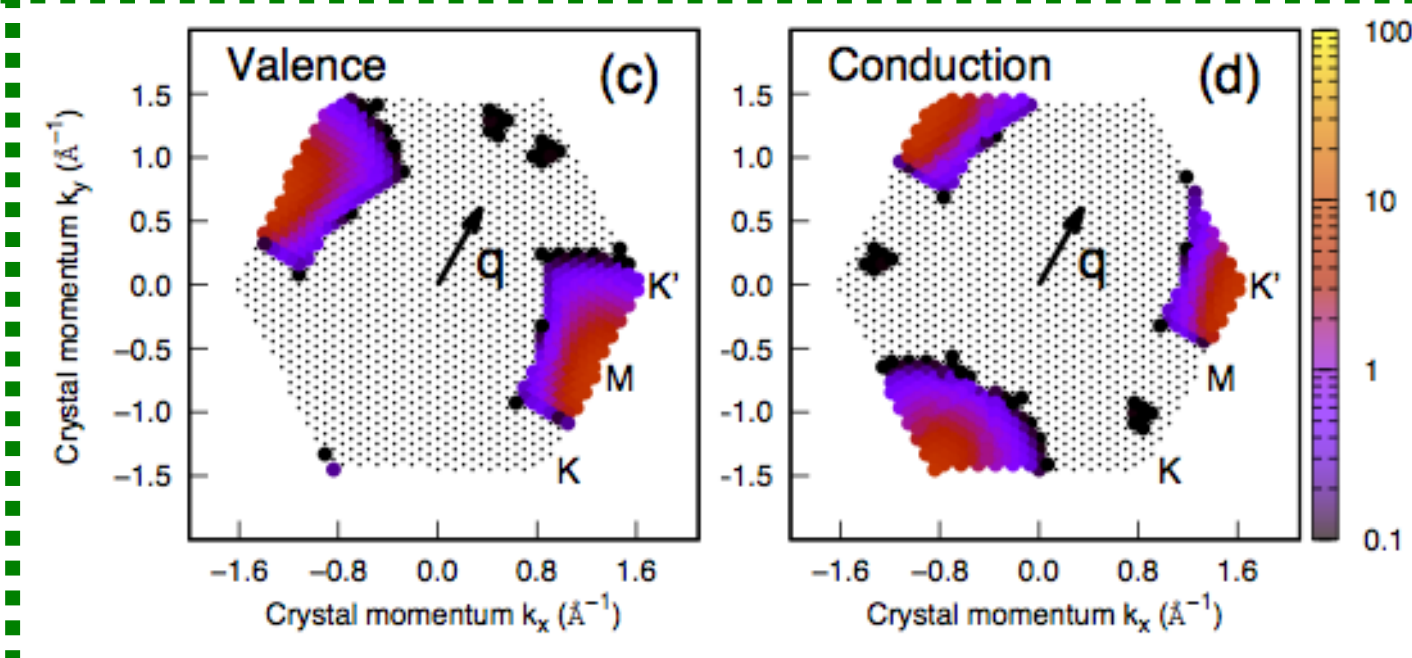 Valence (c)
Conduction (d)
Crystal momentum k_y (Å⁻¹)
1.5
1.0
0.5
0.0
−0.5
−1.0
−1.5
q
K'
M
K
−1.6 −0.8 0.0 0.8 1.6
Crystal momentum k_x (Å⁻¹)
1.5
1.0
0.5
0.0
−0.5
−1.0
−1.5
q
K'
M
K
−1.6 −0.8 0.0 0.8 1.6
Crystal momentum k_x (Å⁻¹)
100
10
1
0.1